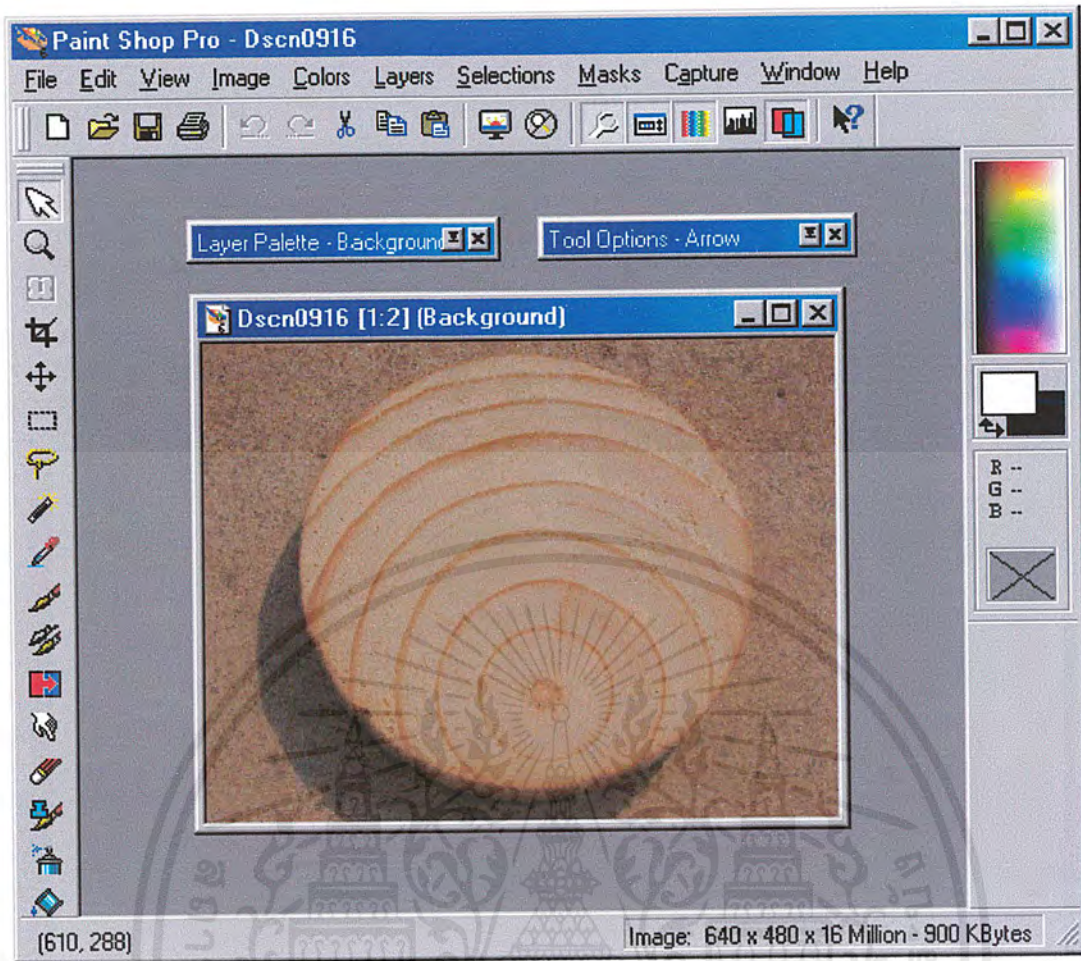 Paint Shop Pro - Dscn0916
File Edit View Image Colors Layers Selections Masks Capture Window Help
Layer Palette - Background
Tool Options - Arrow
Dscn0916 [1:2] (Background)
R --
G --
B --
(610, 288)
Image: 640 x 480 x 16 Million - 900 KBytes